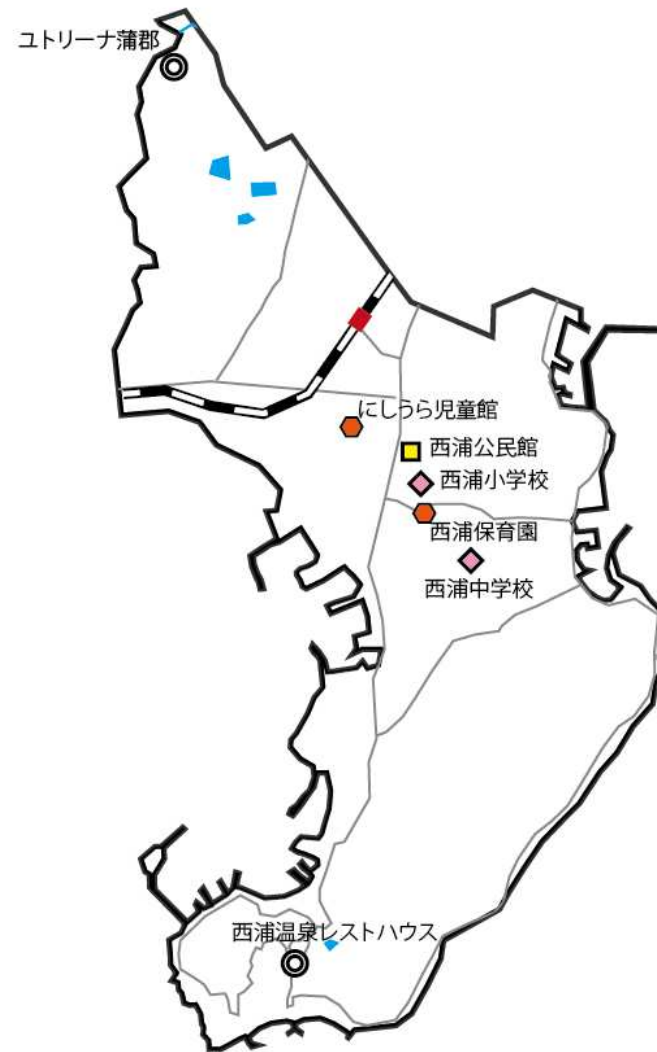 ユトリーナ蒲郡
にしうら児童館
西浦公民館
西浦小学校
西浦保育園
西浦中学校
西浦温泉レストハウス